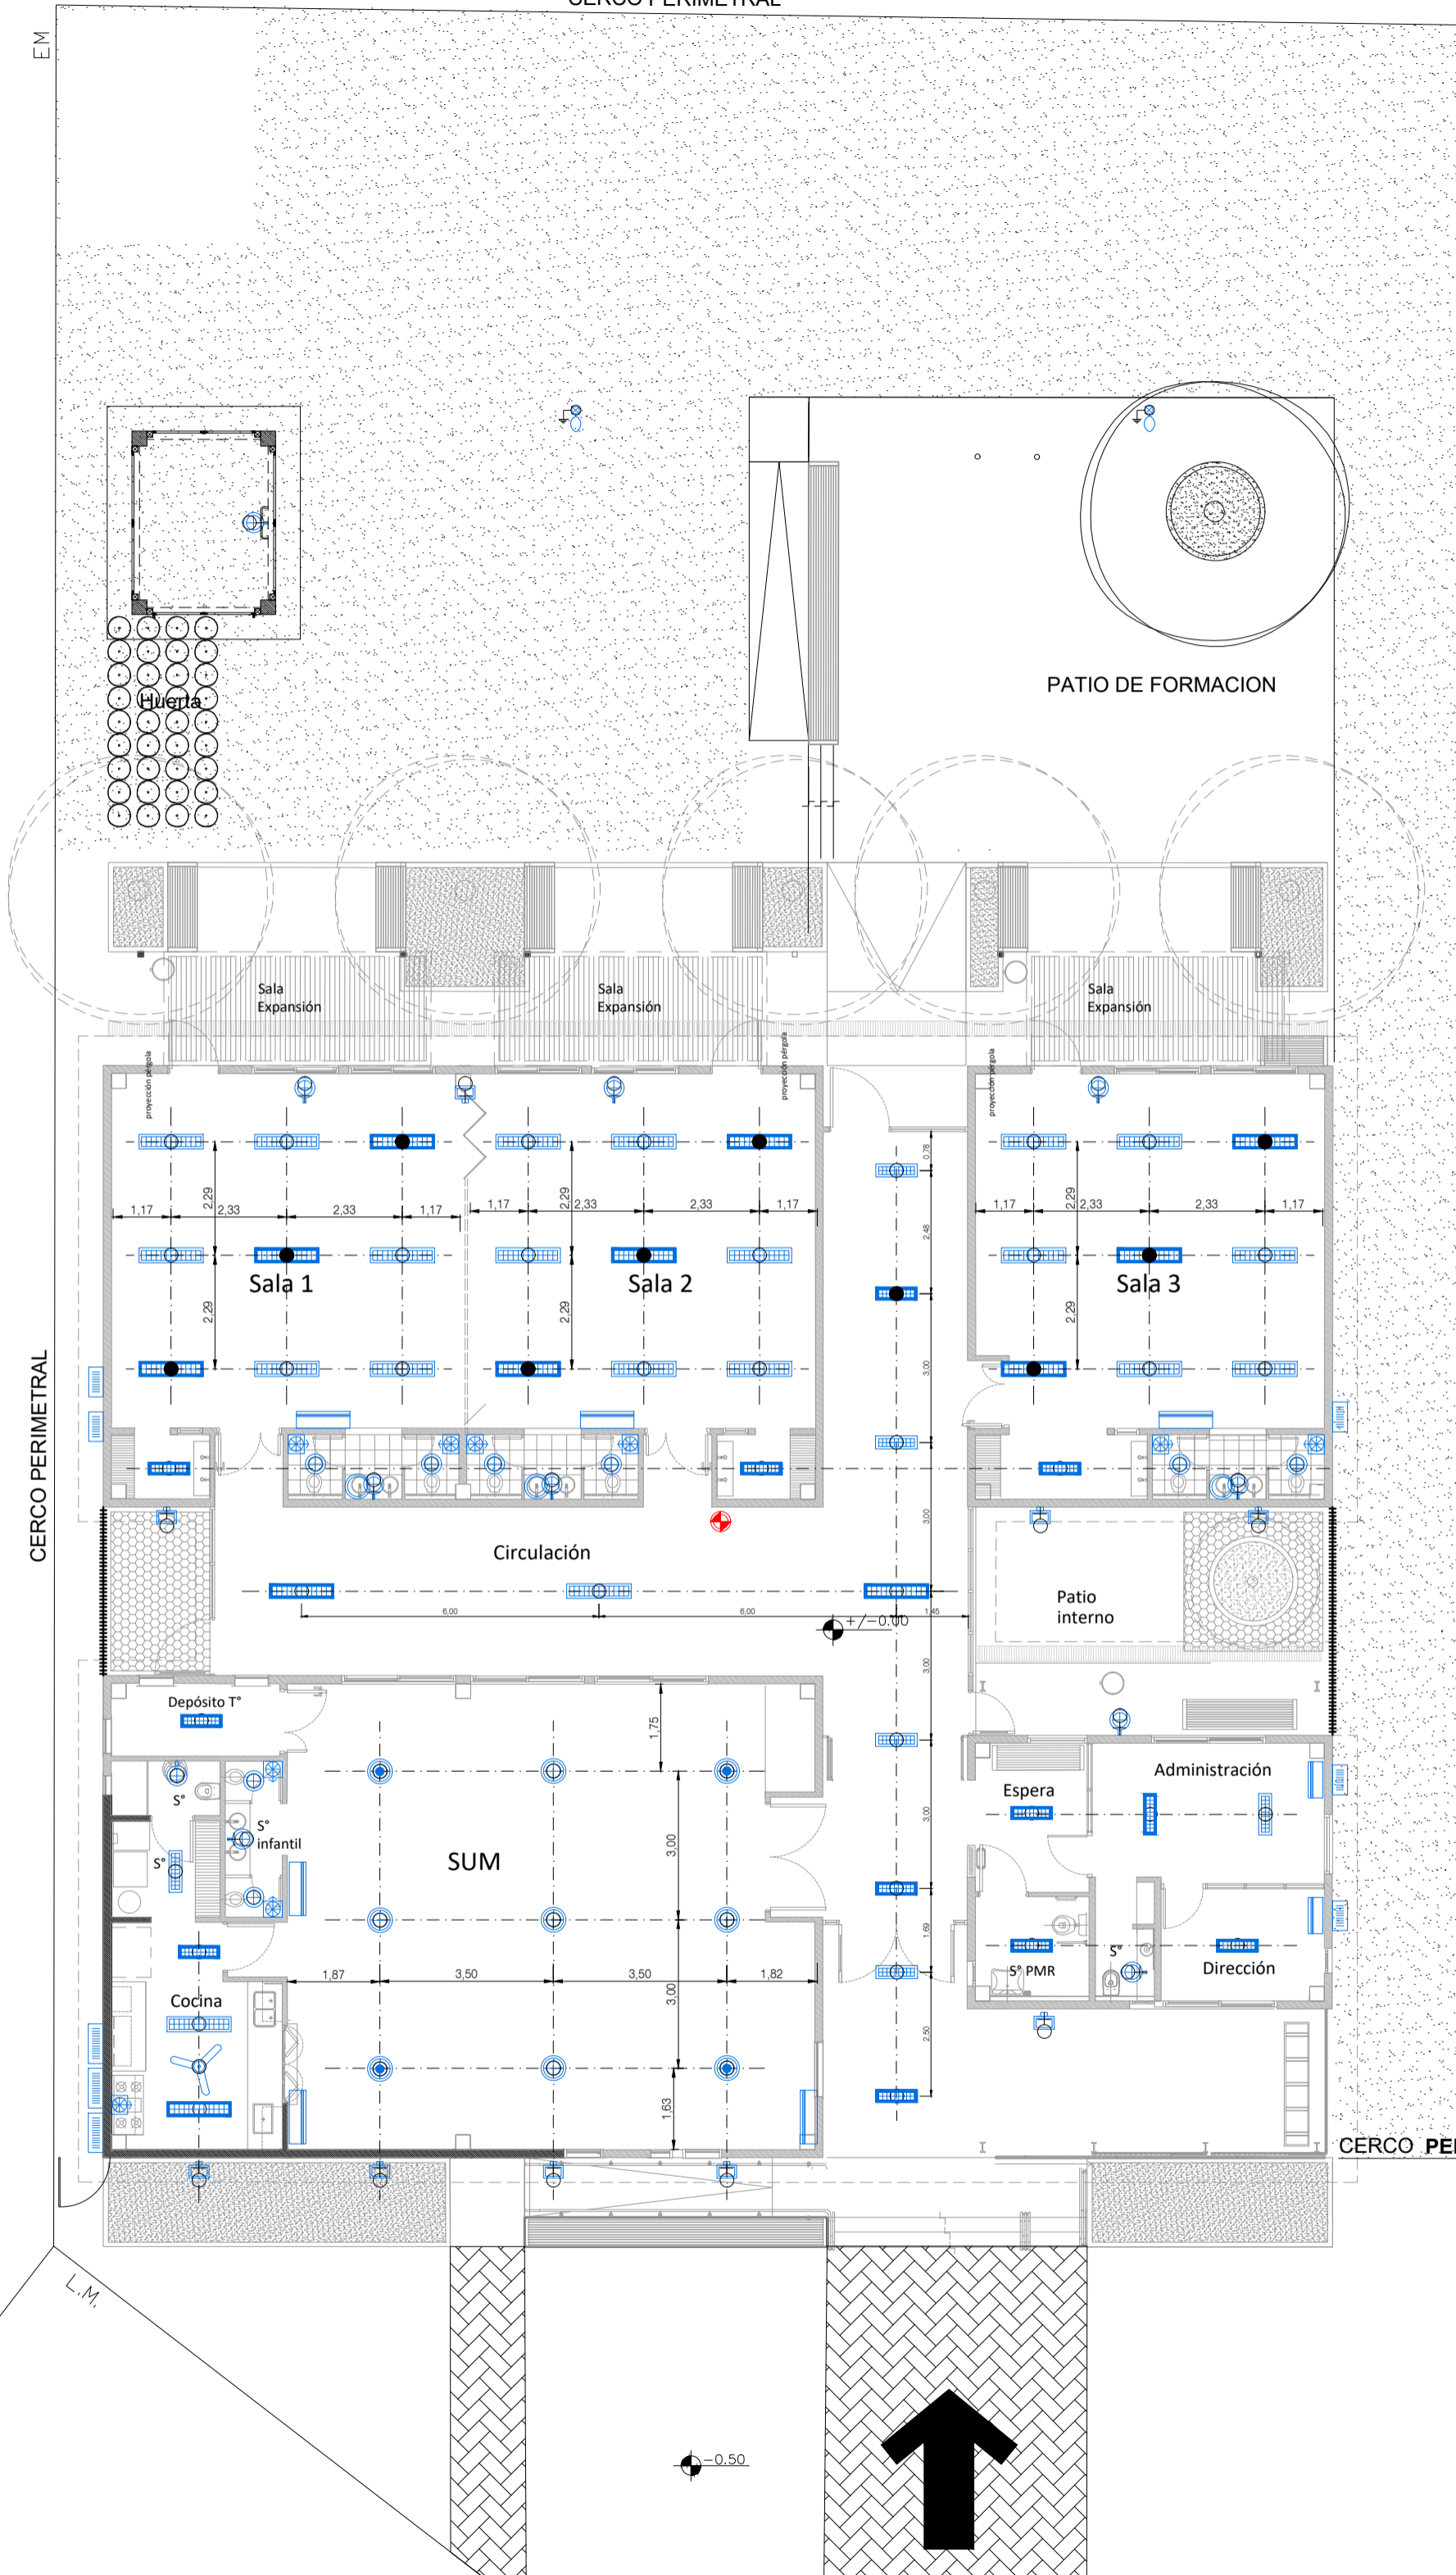 CERCO PERIMETRAL
EM
Huerta
PATIO DE FORMACION
Sala
Expansión
Sala
Expansión
Sala
Expansión
proyección pérgola
proyección pérgola
proyección pérgola
0,78
1,17
2,29
2,33
2,33
1,17
1,17
2,29
2,33
2,33
1,17
2,48
1,17
2,29
2,33
2,33
1,17
Sala 1
Sala 2
Sala 3
2,29
2,29
2,29
3,00
CERCO PERIMETRAL
3,00
Circulación
Patio
interno
6,00
6,00
1,45
+/-0.00
3,00
Depósito T°
1,75
Espera
Administración
S°
S°
infantil
3,00
3,00
SUM
S°
1,69
1,87
3,50
3,50
1,82
S°
S° PMR
Dirección
Cocina
3,00
2,50
1,63
CERCO PE
L.M.
-0.50